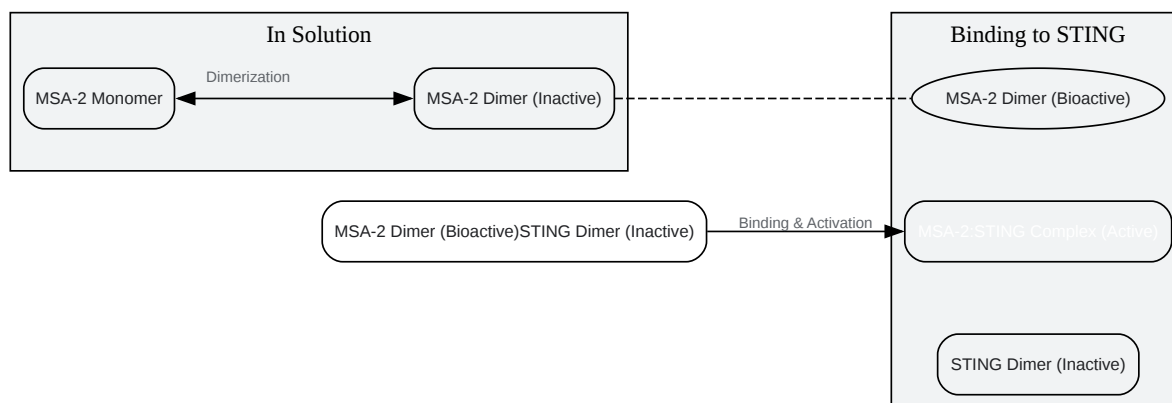 In Solution
Binding to STING
Dimerization
MSA-2 Monomer
MSA-2 Dimer (Inactive)
MSA-2 Dimer (Bioactive)
MSA-2 Dimer (Bioactive)STING Dimer (Inactive)
Binding & Activation
MSA-2:STING Complex (Active)
STING Dimer (Inactive)